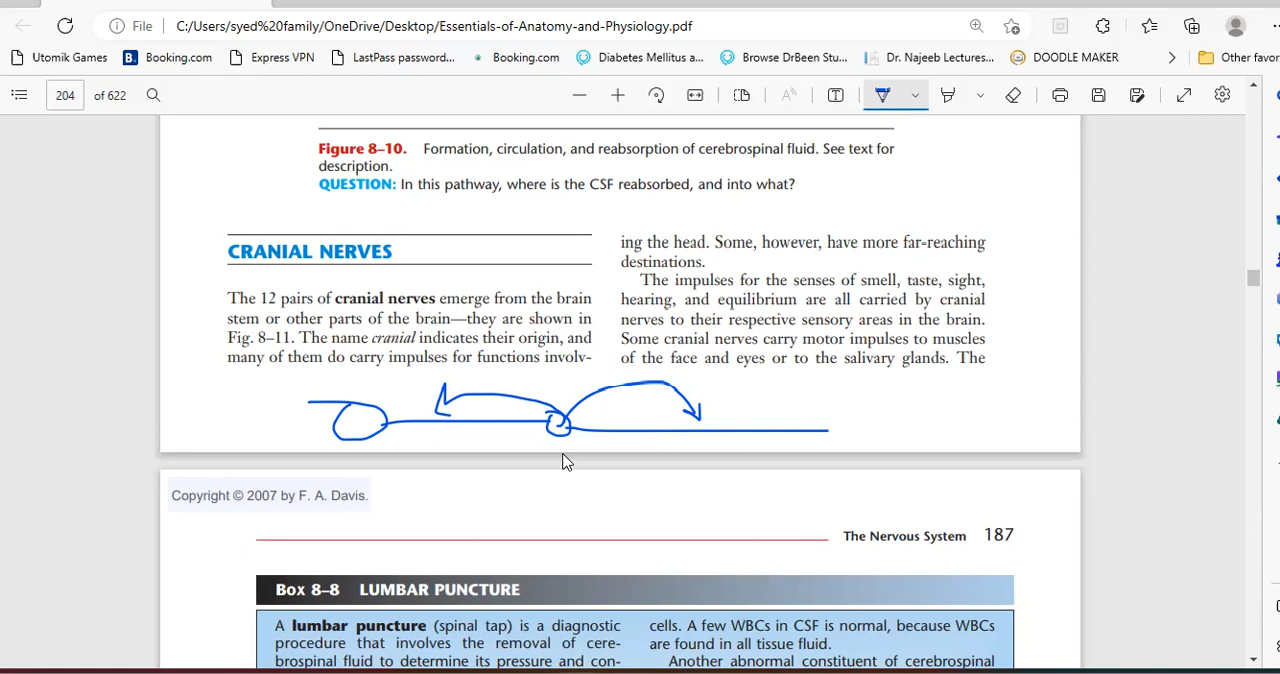 File
C:/Users/syed%20family/OneDrive/Desktop/Essentials-of-Anatomy-and-Physiology.pdf
Utomik Games
B. Booking.com
Express VPN
LastPass password...
Booking.com
Diabetes Mellitus a...
Browse DrBeen Stu...
Dr. Najeeb Lectures...
DOODLE MAKER
Other favor
204 of 622
Figure 8–10. Formation, circulation, and reabsorption of cerebrospinal fluid. See text for
description.
QUESTION: In this pathway, where is the CSF reabsorbed, and into what?
CRANIAL NERVES
The 12 pairs of cranial nerves emerge from the brain
stem or other parts of the brain—they are shown in
Fig. 8–11. The name cranial indicates their origin, and
many of them do carry impulses for functions involv-
ing the head. Some, however, have more far-reaching
destinations.
The impulses for the senses of smell, taste, sight,
hearing, and equilibrium are all carried by cranial
nerves to their respective sensory areas in the brain.
Some cranial nerves carry motor impulses to muscles
of the face and eyes or to the salivary glands. The
Copyright © 2007 by F. A. Davis.
The Nervous System 187
Box 8–8 LUMBAR PUNCTURE
A lumbar puncture (spinal tap) is a diagnostic
procedure that involves the removal of cere-
brospinal fluid to determine its pressure and con-
cells. A few WBCs in CSF is normal, because WBCs
are found in all tissue fluid.
Another abnormal constituent of cerebrospinal